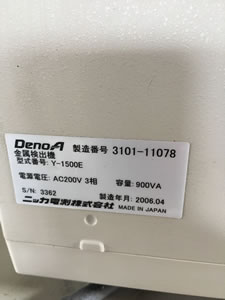 DenoA 製造番号 3101-11078
金属検出機
型式番号: Y-1500E
電源電圧: AC200V 3相 容量: 900VA
S/N: 3362 製造年月: 2006.04
ニッカ電測株式会社 MADE IN JAPAN